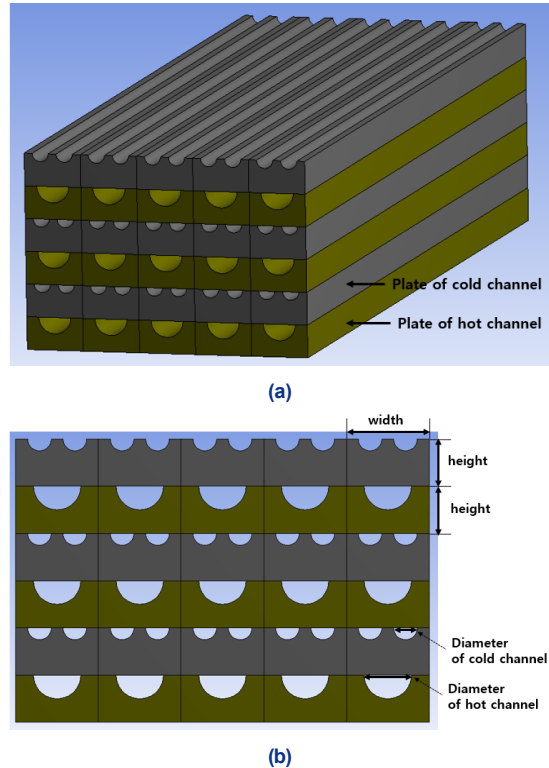 Plate of cold channel
Plate of hot channel
(a)
width
height
height
Diameter
of cold channel
Diameter
of hot channel
(b)